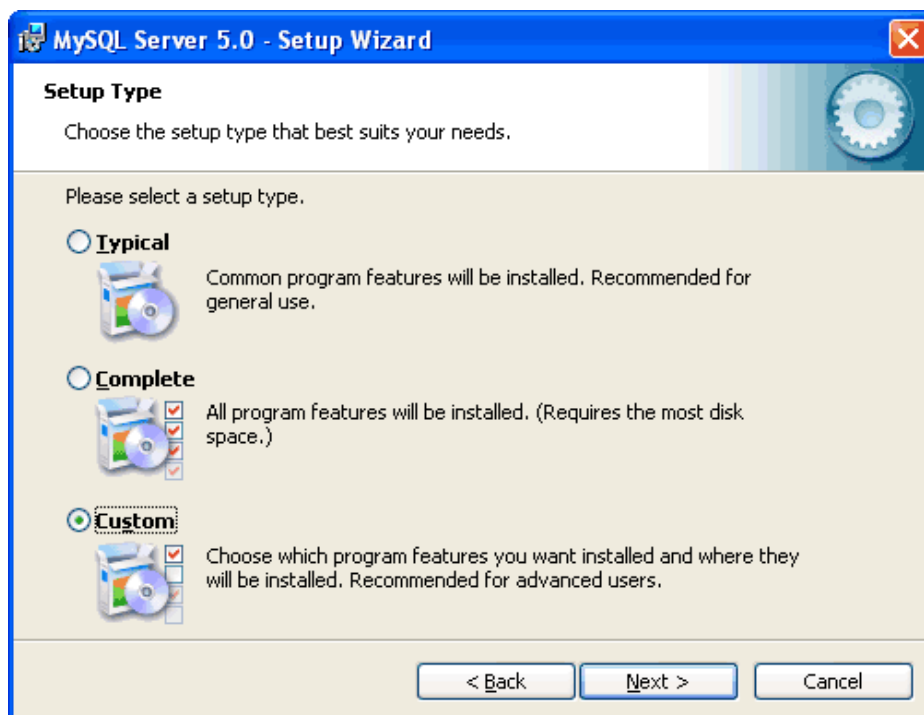 MySQL Server 5.0 - Setup Wizard
Setup Type
Choose the setup type that best suits your needs.
Please select a setup type.
Typical
Common program features will be installed. Recommended for
general use.
Complete
All program features will be installed. (Requires the most disk
space.)
Custom
Choose which program features you want installed and where they
will be installed. Recommended for advanced users.
< Back
Next >
Cancel